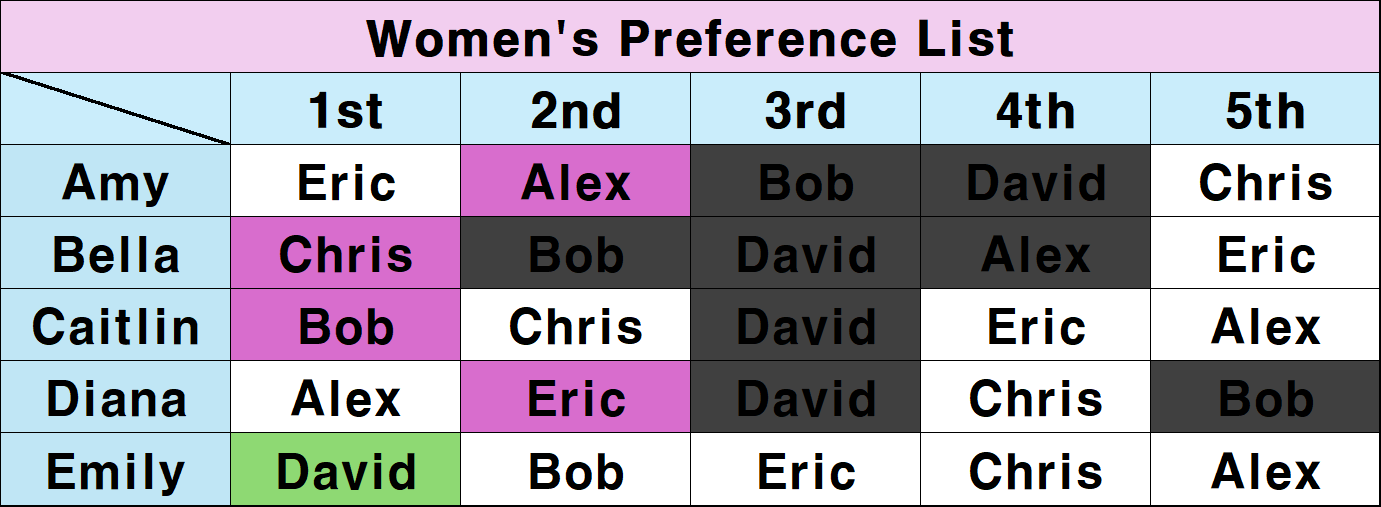 Women's Preference List
1st 2nd 3rd 4th 5th
Amy Eric Alex Bob David Chris
Bella Chris Bob David Alex Eric
Caitlin Bob Chris David Eric Alex
Diana Alex Eric David Chris Bob
Emily David Bob Eric Chris Alex